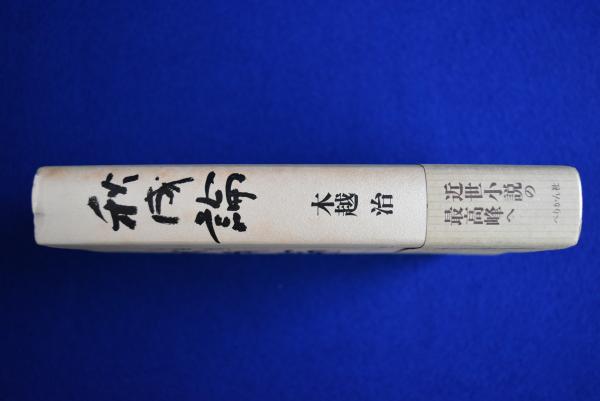 秋成論
木越 治
近世小説の
最高峰へ
ぺりかん社